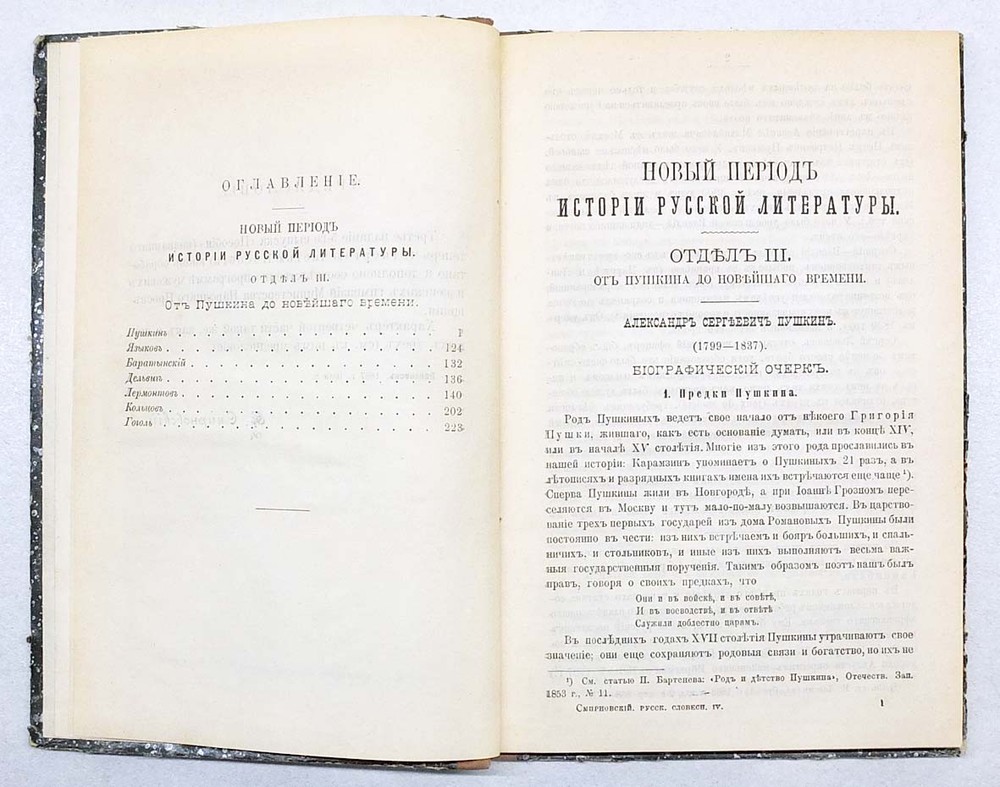 ОГЛАВЛЕНІЕ.
НОВЫЙ ПЕРІОДЪ
ИСТОРІИ РУССКОЙ ЛИТЕРАТУРЫ.
ОТДѢЛЪ III.
Отъ Пушкина до новѣйшаго времени.
Пушкинъ . . . . . . . . . . . . . . . 1
Языковъ . . . . . . . . . . . . . . . 124
Баратынскій . . . . . . . . . . . . . . . 132
Дельвигъ . . . . . . . . . . . . . . . 136
Лермонтовъ . . . . . . . . . . . . . . . 140
Кольцовъ . . . . . . . . . . . . . . . 202
Гоголь . . . . . . . . . . . . . . . 223
НОВЫЙ ПЕРІОДЪ
ИСТОРІИ РУССКОЙ ЛИТЕРАТУРЫ.
ОТДѢЛЪ III.
ОТЪ ПУШКИНА ДО НОВѢЙШАГО ВРЕМЕНИ.
АЛЕКСАНДРЪ СЕРГѢЕВИЧЪ ПУШКИНЪ.
(1799—1837).
БІОГРАФИЧЕСКІЙ ОЧЕРКЪ.
1. Предки Пушкина.
Родъ Пушкиныхъ ведетъ свое начало отъ нѣкоего Григорія
Пушки, жившаго, какъ есть основаніе думать, или въ концѣ XIV,
или въ началѣ XV столѣтія. Многіе изъ этого рода прославились въ
нашей исторіи: Карамзинъ упоминаетъ о Пушкиныхъ 21 разъ, а въ
лѣтописяхъ и разрядныхъ книгахъ имена ихъ встрѣчаются еще чаще ¹).
Сперва Пушкины жили въ Новгородѣ, а при Іоаннѣ Грозномъ пере-
селяются въ Москву и тутъ мало-по-малу возвышаются. Въ царство-
ваніе трехъ первыхъ государей изъ дома Романовыхъ Пушкины были
постоянно въ чести: изъ нихъ встрѣчаемъ и бояръ большихъ, и спаль-
ничихъ, и стольниковъ, и иные изъ нихъ выполняютъ весьма важ-
ныя государственныя порученія. Такимъ образомъ поэтъ нашъ былъ
правъ, говоря о своихъ предкахъ, что
Они и въ войскѣ, и въ совѣтѣ,
И въ воеводствѣ, и въ отвѣтѣ
Служили доблестно царямъ.
Въ послѣднихъ годахъ XVII столѣтія Пушкины утрачиваютъ свое
значеніе; они еще сохраняютъ родовыя связи и богатство, но ихъ не
¹) См. статью П. Бартенева: «Родъ и дѣтство Пушкина», Отечеств. Зап.
1853 г., № 11.
Смирновскій. русск. словесн. IV. 1